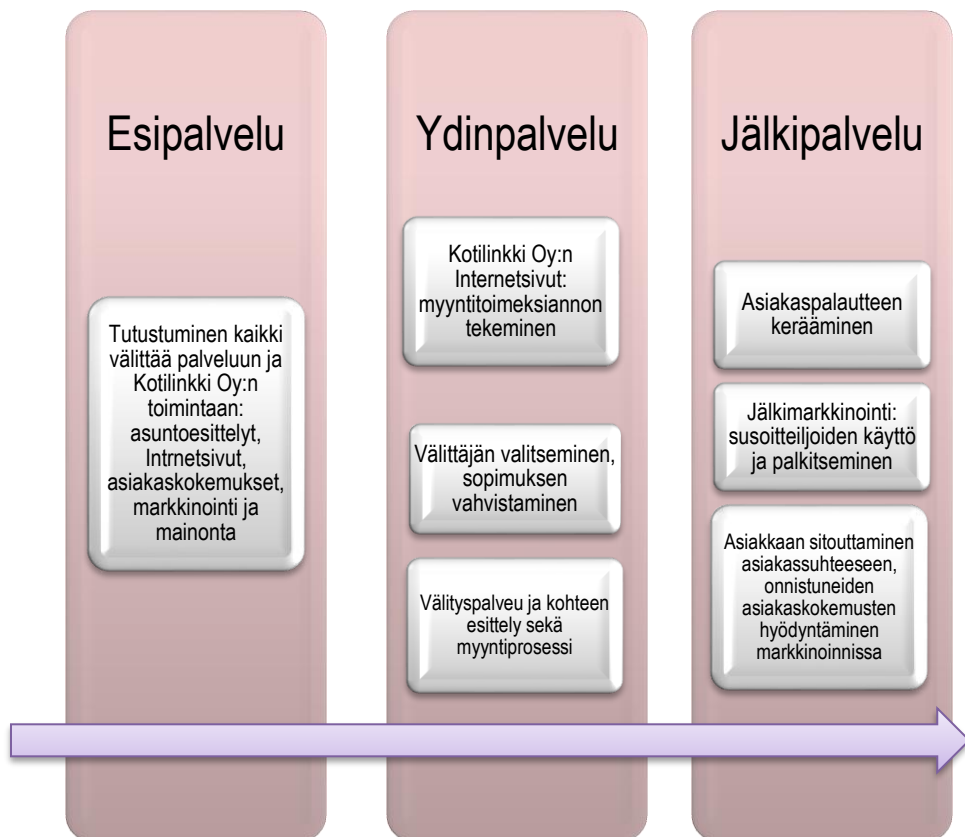 Esipalvelu
Tutustuminen kaikki
välittää palveluun ja
Kotilinkki Oy:n
toimintaan:
asuntoesittelyt,
Intrnetsivut,
asiakaskokemukset,
markkinointi ja
mainonta
Ydinpalvelu
Kotilinkki Oy:n
Internetsivut:
myyntitoimeksiannon
tekeminen
Välittäjän valitseminen,
sopimuksen
vahvistaminen
Välityspalveu ja kohteen
esittely sekä
myyntiprosessi
Jälkipalvelu
Asiakaspalautteen
kerääminen
Jälkimarkkinointi:
susoitteiljoiden käyttö
ja palkitseminen
Asiakkaan sitouttaminen
asiakassuhteeseen,
onnistuneiden
asiakaskokemusten
hyödyntäminen
markkinoinnissa